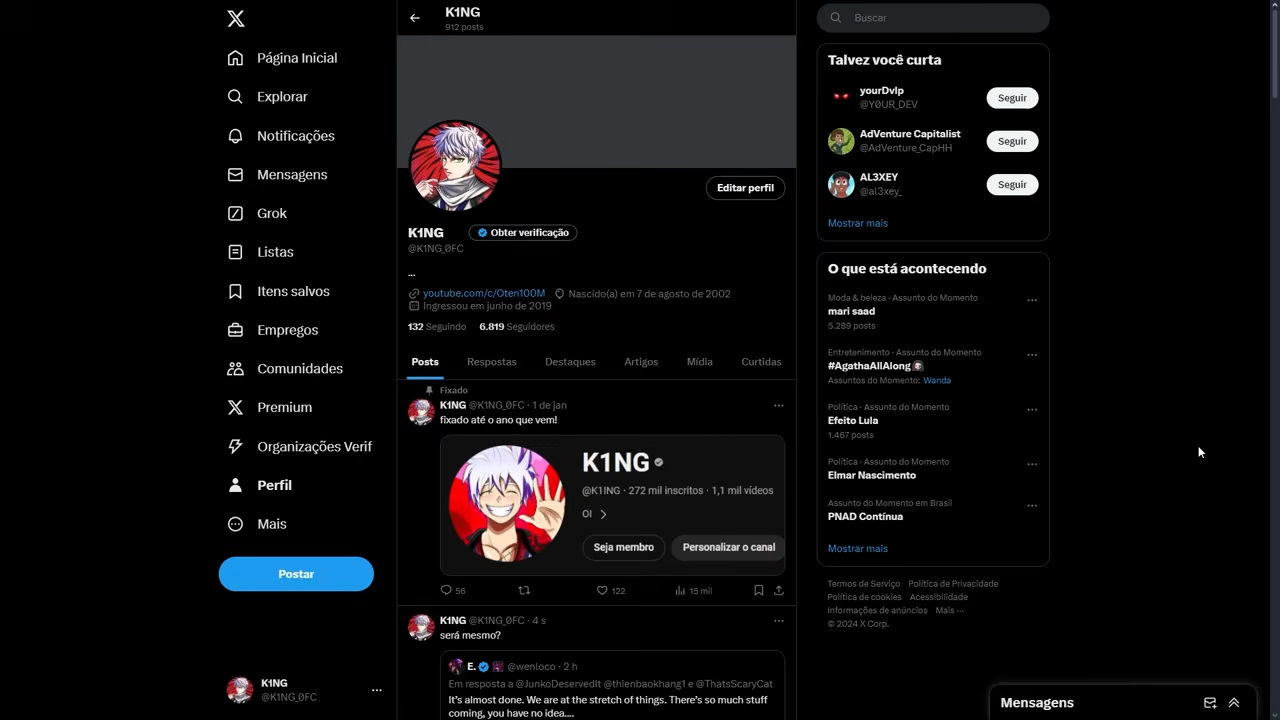 Página Inicial
Explorar
Notificações
Mensagens
Grok
Listas
Itens salvos
Empregos
Comunidades
Premium
Organizações Verif
Perfil
Mais
Postar
K1NG
@K1NG_0FC
K1NG
912 posts
Editar perfil
K1NG
Obter verificação
@K1NG_0FC
...
youtube.com/c/Oten100M
Nascido(a) em 7 de agosto de 2002
Ingressou em junho de 2019
132 Seguindo 6.819 Seguidores
Posts Respostas Destaques Artigos Mídia Curtidas
Fixado
K1NG @K1NG_0FC · 1 de jan
fixado até o ano que vem!
K1NG
@K1ING · 272 mil inscritos · 1,1 mil vídeos
OI
Seja membro Personalizar o canal
56 122 15 mil
K1NG @K1NG_0FC · 4 s
será mesmo?
E. @wenloco · 2 h
Em resposta a @JunkoDeservedIt @thienbaokhang1 e @ThatsScaryCat
It's almost done. We are at the stretch of things. There's so much stuff
coming, you have no idea....
Buscar
Talvez você curta
yourDvlp
@Y0UR_DEV
Seguir
AdVenture Capitalist
@AdVenture_CapHH
Seguir
AL3XEY
@al3xey_
Seguir
Mostrar mais
O que está acontecendo
Moda & beleza · Assunto do Momento
mari saad
5.289 posts
Entretenimento · Assunto do Momento
#AgathaAllAlong
Assuntos do Momento: Wanda
Política · Assunto do Momento
Efeito Lula
1.467 posts
Política · Assunto do Momento
Elmar Nascimento
Assunto do Momento em Brasil
PNAD Contínua
Mostrar mais
Termos de Serviço Política de Privacidade
Política de cookies Acessibilidade
Informações de anúncios Mais ...
© 2024 X Corp.
Mensagens